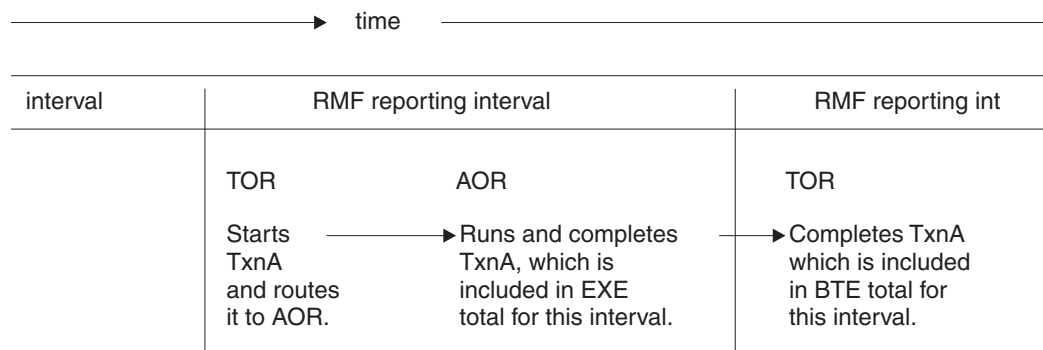 time
interval
RMF reporting interval
RMF reporting int
TOR
Starts
TxnA
and routes
it to AOR.
AOR
Runs and completes
TxnA, which is
included in EXE
total for this interval.
TOR
Completes TxnA
which is included
in BTE total for
this interval.